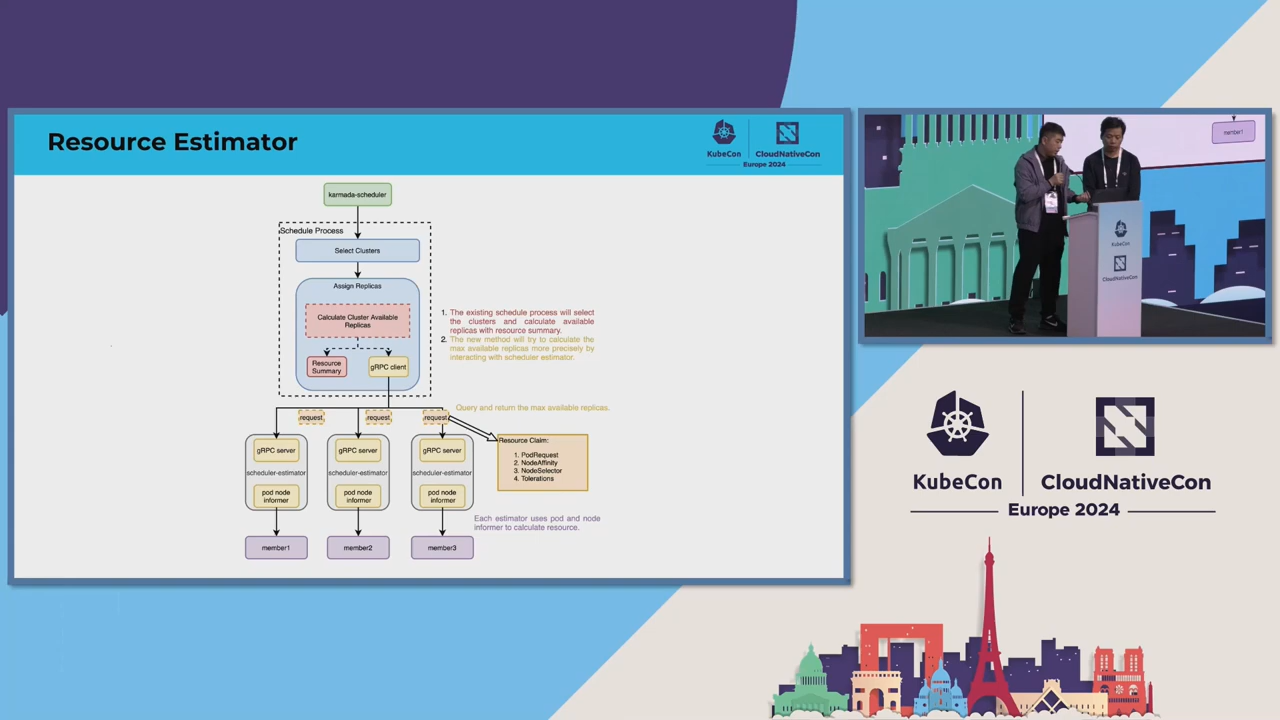 Resource Estimator
KubeCon
CloudNativeCon
Europe 2024
karmada-scheduler
Schedule Process
Select Clusters
Assign Replicas
Calculate Cluster Available
Replicas
Resource
Summary
gRPC client
1. The existing schedule process will select
the clusters and calculate available
replicas with resource summary.
2. The new method will try to calculate the
max available replicas more precisely by
interacting with scheduler estimator.
Query and return the max available replicas.
request
request
request
Resource Claim:
1. PodRequest
2. NodeAffinity
3. NodeSelector
4. Tolerations
gRPC server
gRPC server
gRPC server
scheduler-estimator
scheduler-estimator
scheduler-estimator
pod node
informer
pod node
informer
pod node
informer
Each estimator uses pod and node
informer to calculate resource.
member1
member2
member3
member1
KubeCon
CloudNativeCon
KubeCon
CloudNativeCon
Europe 2024